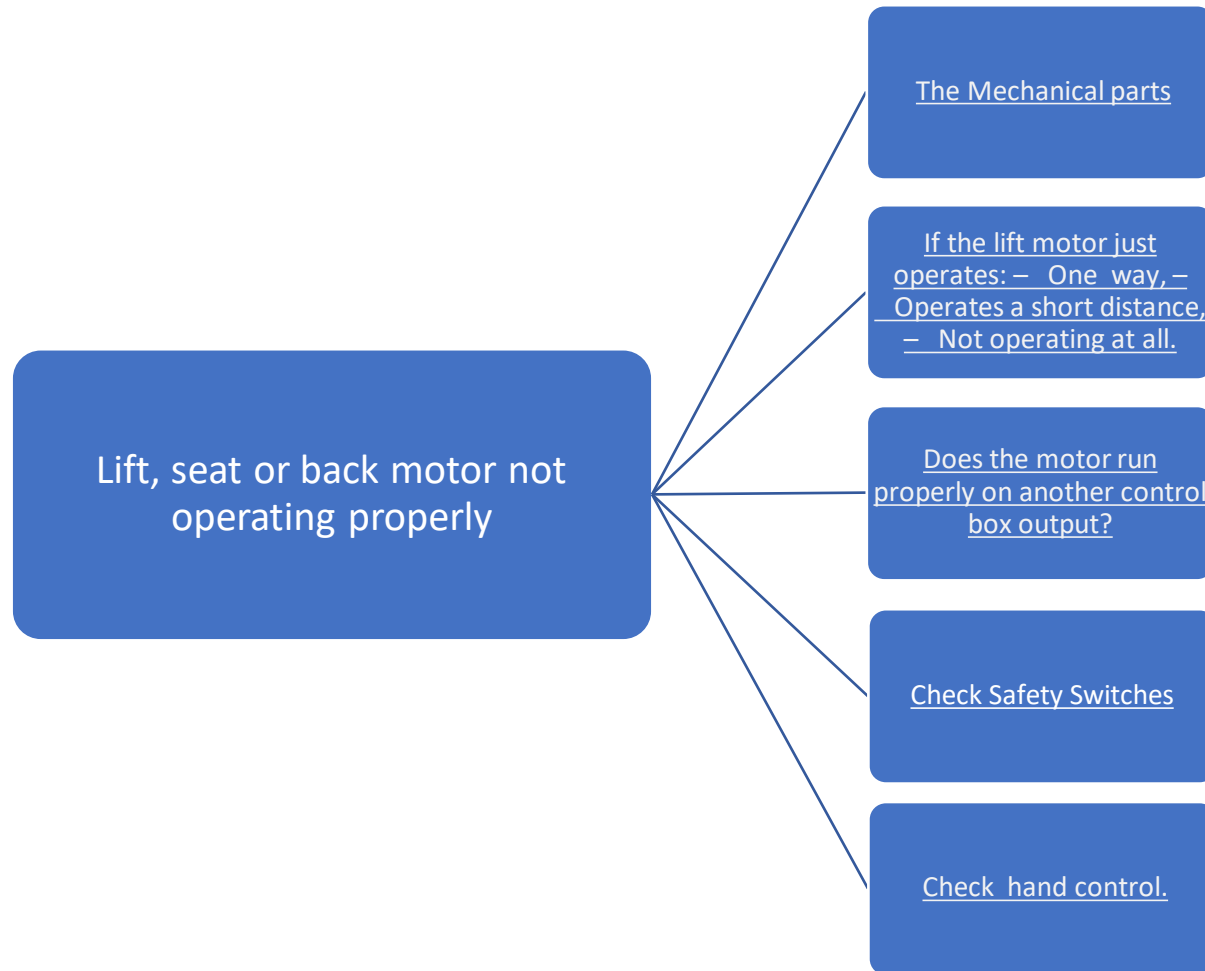 The Mechanical parts
If the lift motor just
operates: – One way, –
Operates a short distance,
– Not operating at all.
Lift, seat or back motor not
operating properly
Does the motor run
properly on another control
box output?
Check Safety Switches
Check hand control.